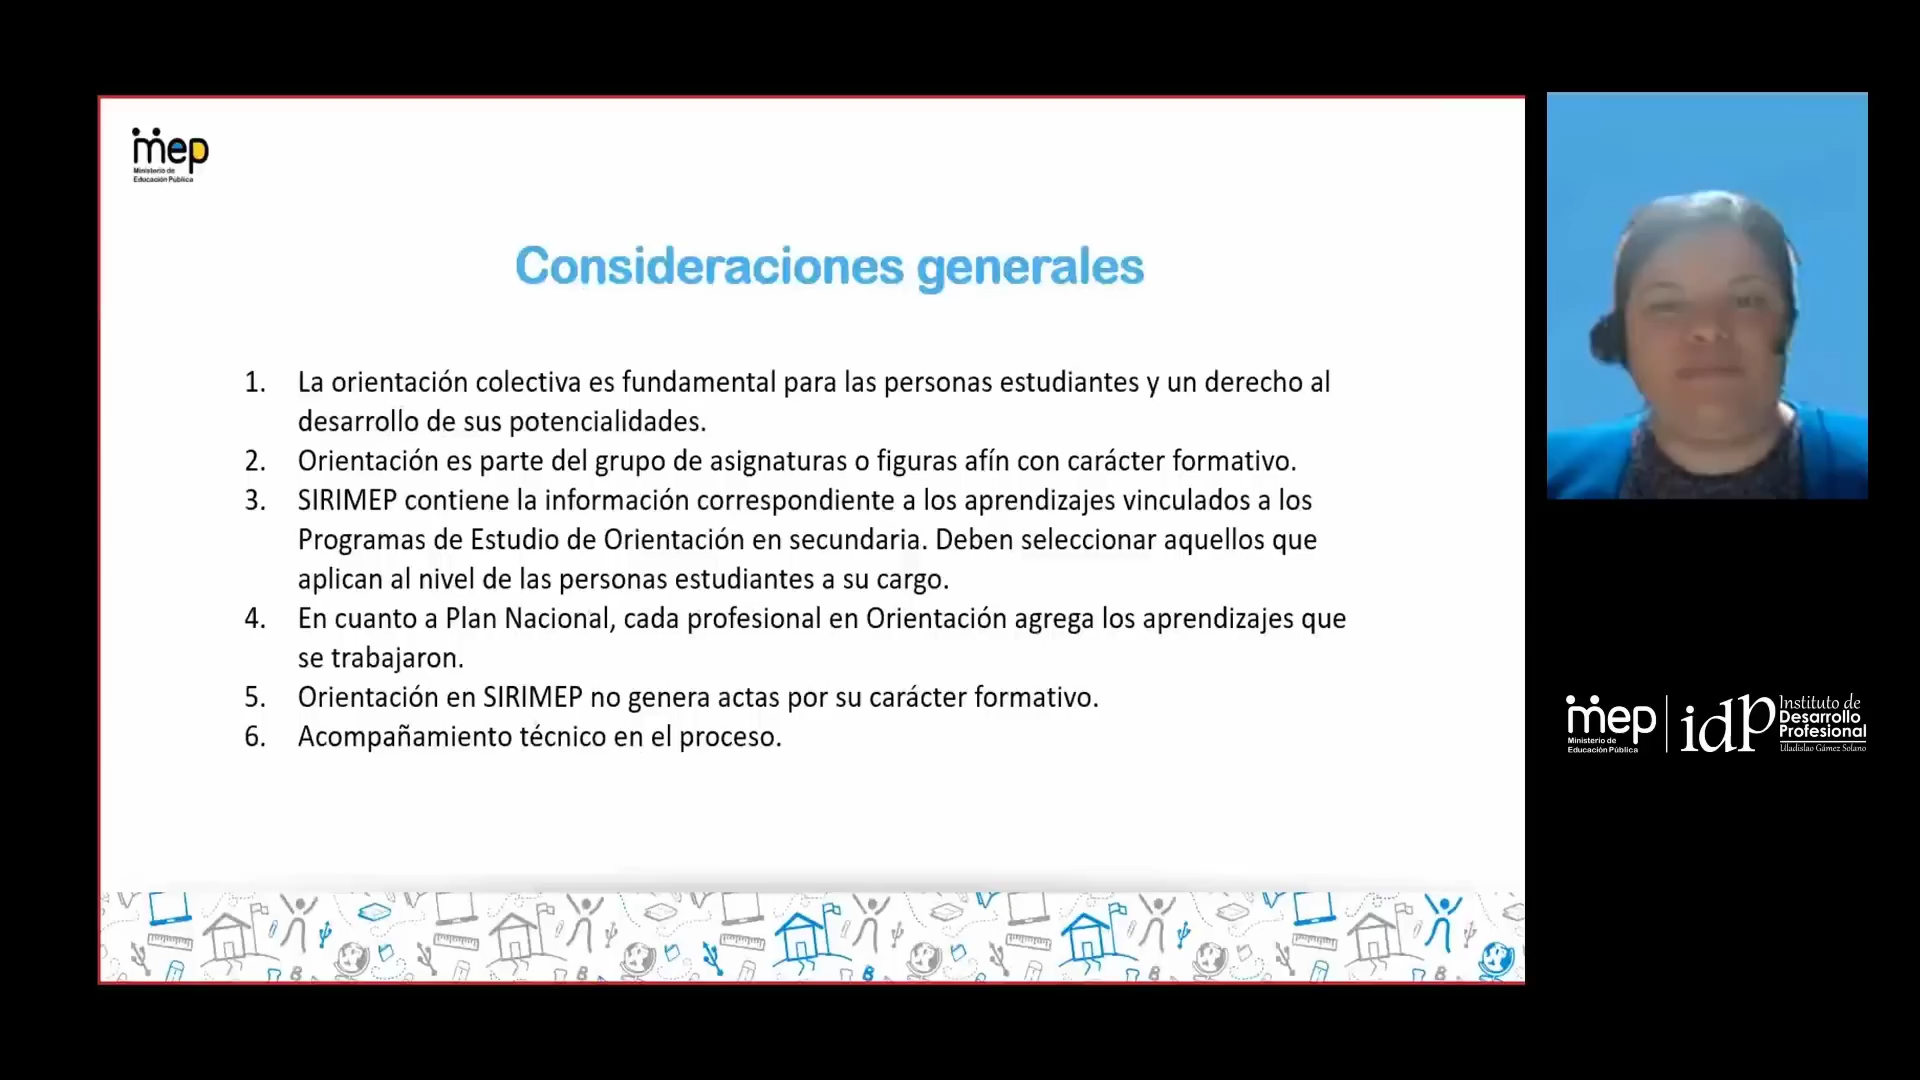 mep
Ministerio de
Educación Pública
Consideraciones generales
1. La orientación colectiva es fundamental para las personas estudiantes y un derecho al
desarrollo de sus potencialidades.
2. Orientación es parte del grupo de asignaturas o figuras afín con carácter formativo.
3. SIRIMEP contiene la información correspondiente a los aprendizajes vinculados a los
Programas de Estudio de Orientación en secundaria. Deben seleccionar aquellos que
aplican al nivel de las personas estudiantes a su cargo.
4. En cuanto a Plan Nacional, cada profesional en Orientación agrega los aprendizajes que
se trabajaron.
5. Orientación en SIRIMEP no genera actas por su carácter formativo.
6. Acompañamiento técnico en el proceso.
mep
Ministerio de
Educación Pública
idp
Instituto de
Desarrollo
Profesional
Uladislao Gámez Solano